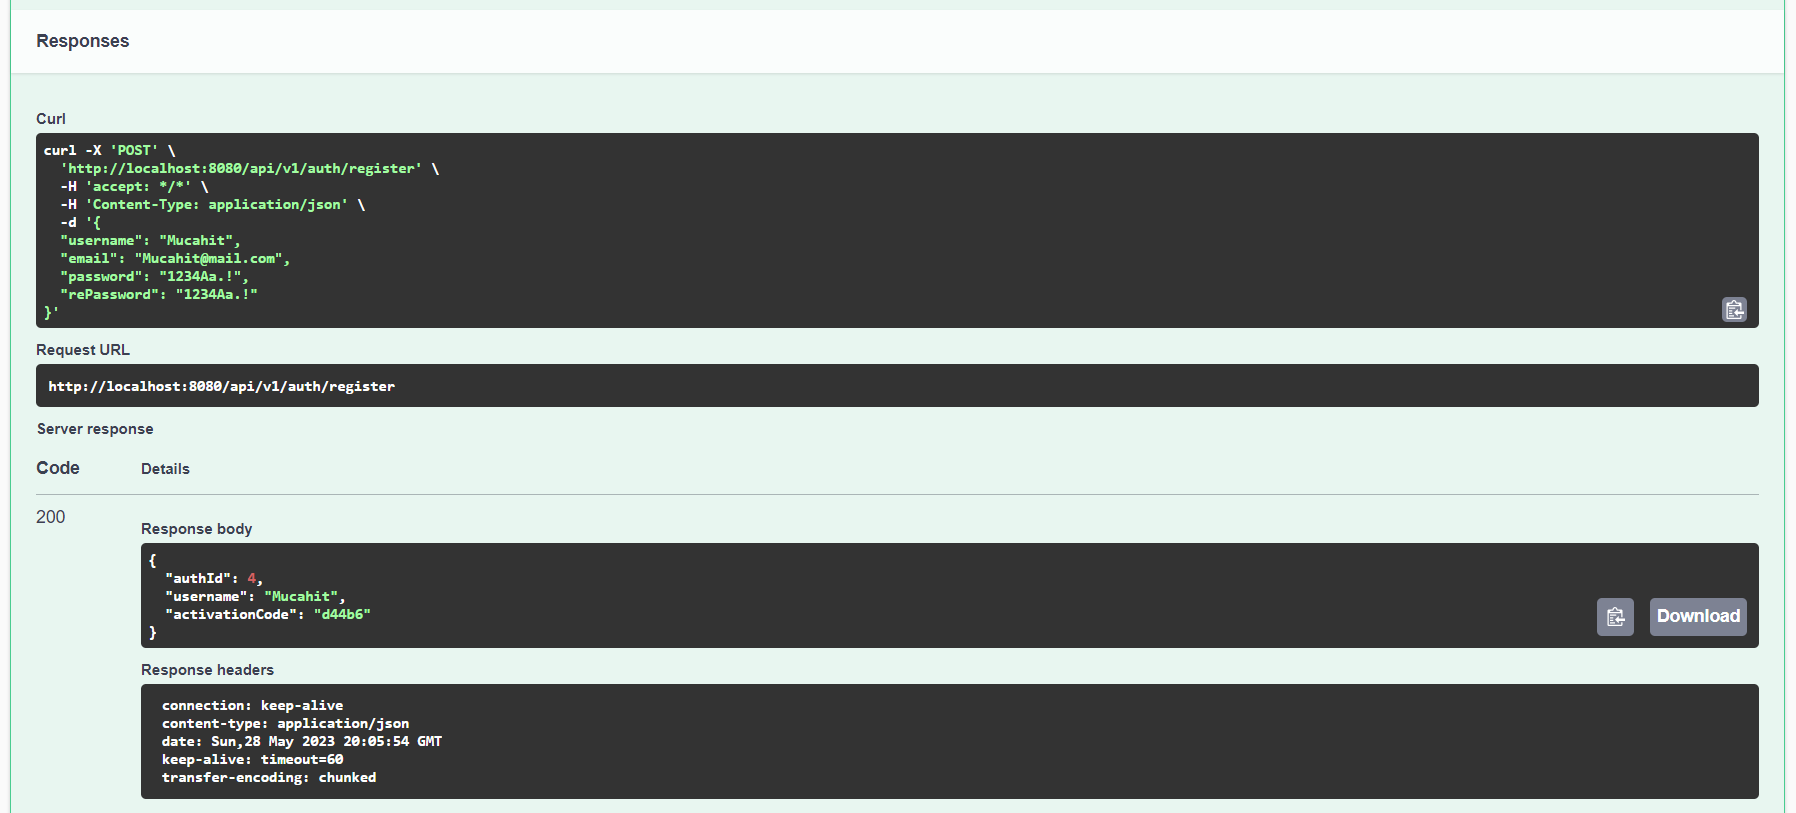 Responses
Curl
curl -X 'POST' \
  'http://localhost:8080/api/v1/auth/register' \
  -H 'accept: */*' \
  -H 'Content-Type: application/json' \
  -d '{
  "username": "Mucahit",
  "email": "Mucahit@mail.com",
  "password": "1234Aa.!",
  "rePassword": "1234Aa.!"
}'
Request URL
http://localhost:8080/api/v1/auth/register
Server response
Code Details
200
Response body
{
  "authId": 4,
  "username": "Mucahit",
  "activationCode": "d44b6"
}
Download
Response headers
connection: keep-alive
content-type: application/json
date: Sun,28 May 2023 20:05:54 GMT
keep-alive: timeout=60
transfer-encoding: chunked